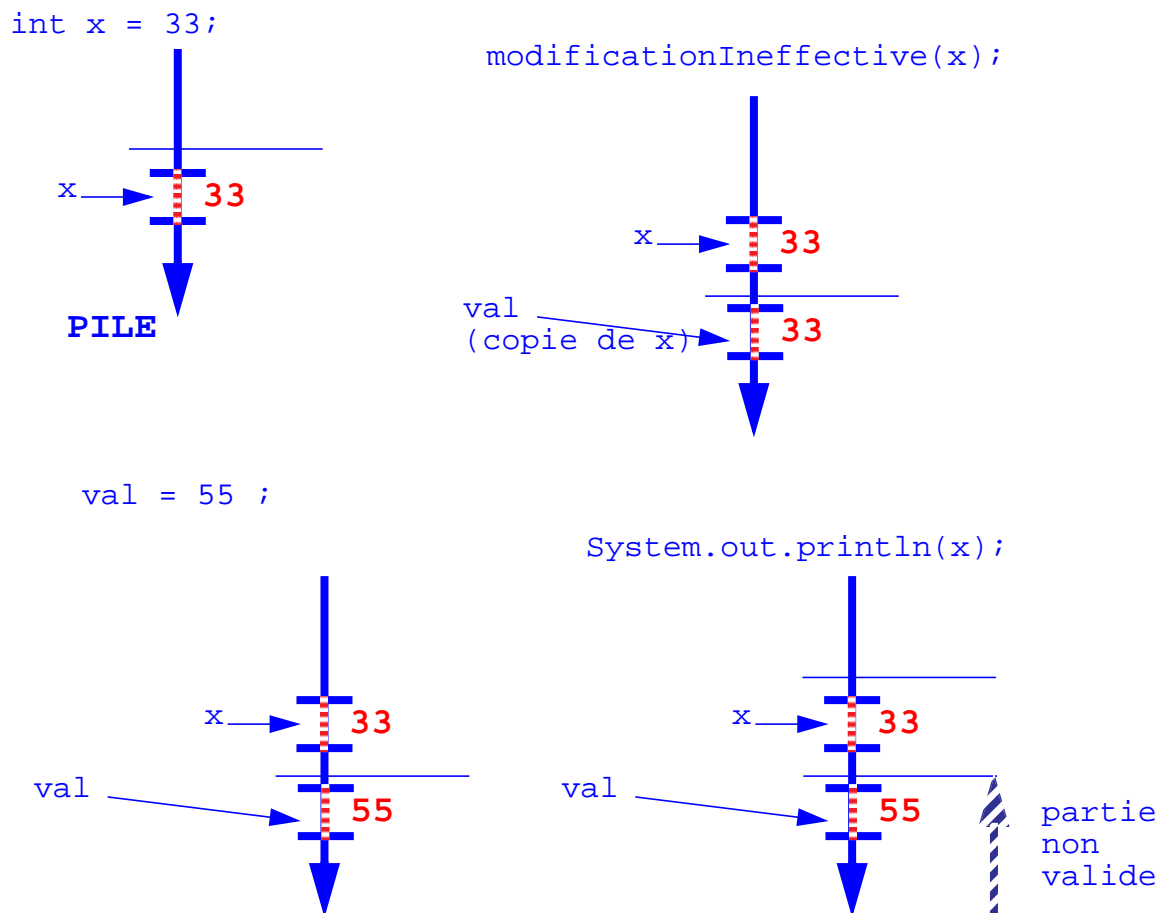 int x = 33;
x 33
PILE
modificationIneffective(x);
x 33
val
(copie de x) 33
val = 55 ;
x 33
val 55
System.out.println(x);
x 33
val 55
partie
non
valide